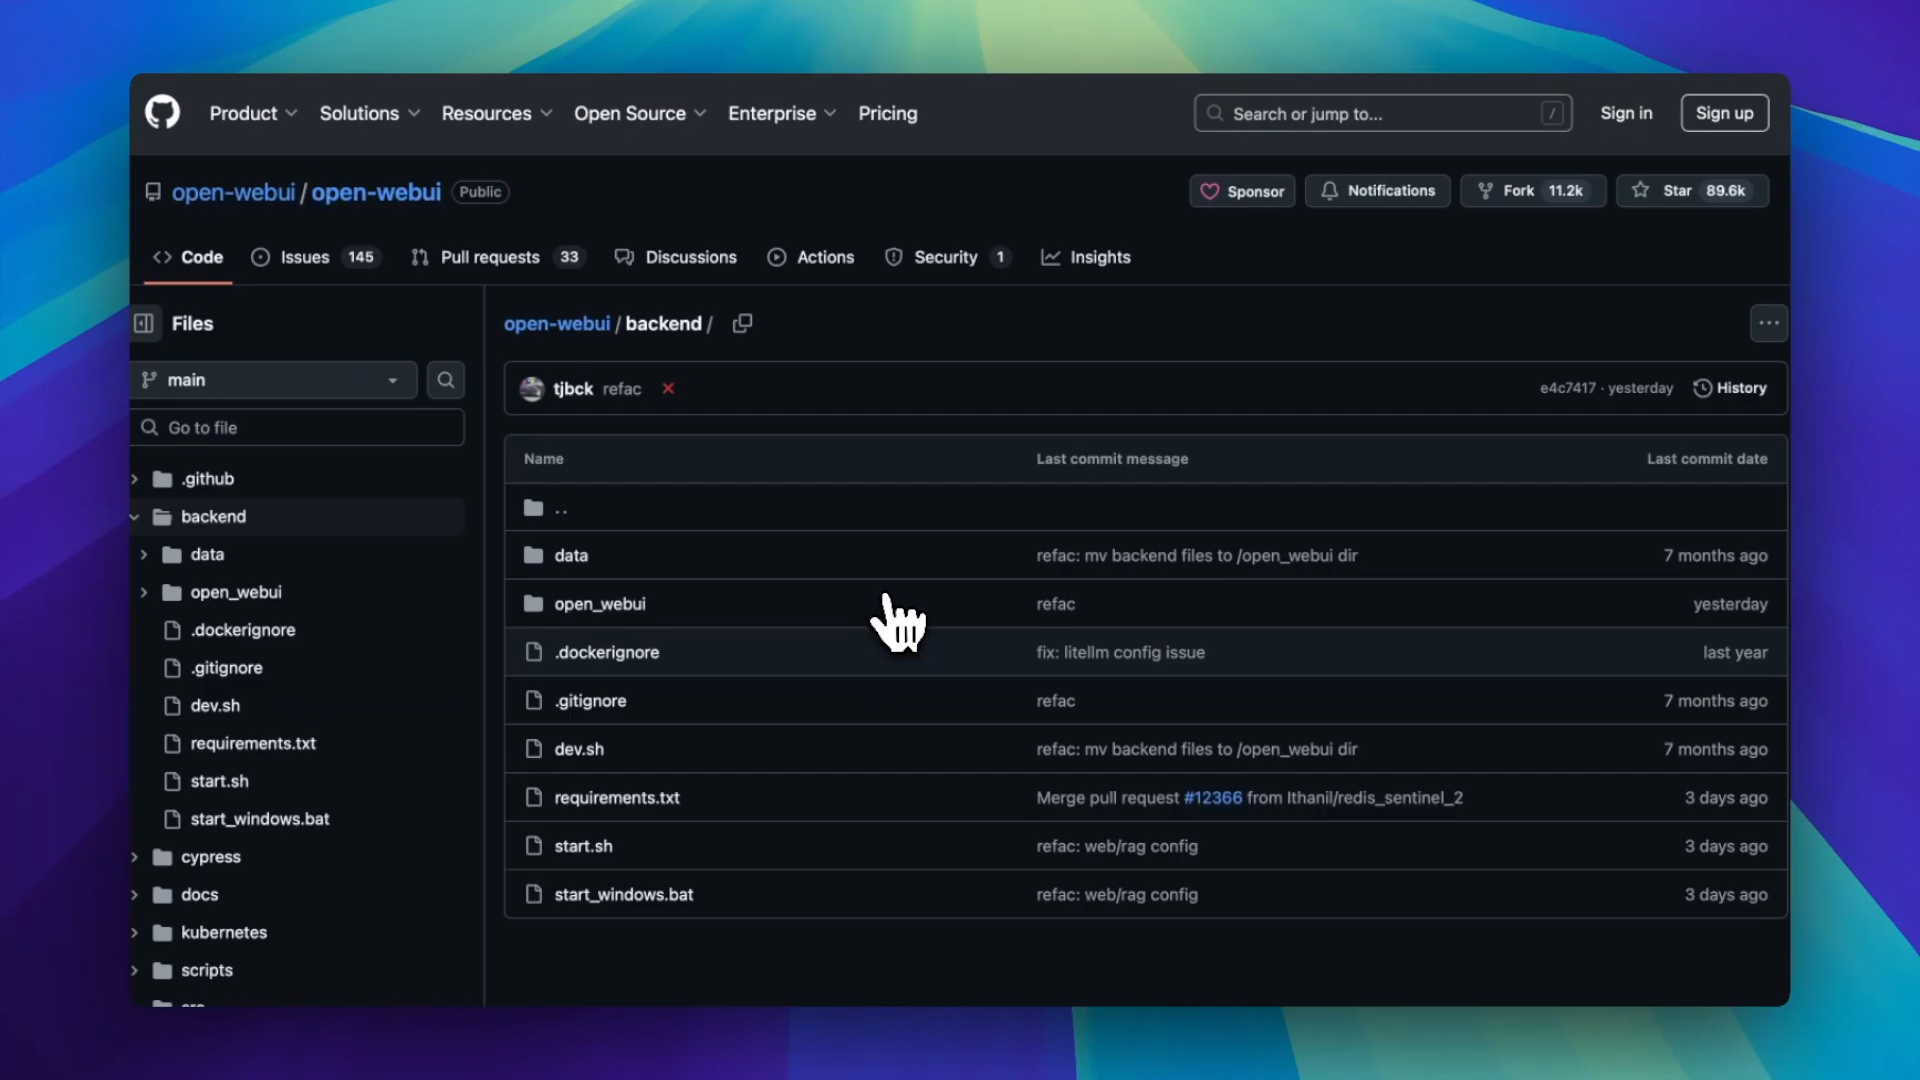 Product Solutions Resources Open Source Enterprise Pricing Search or jump to... / Sign in Sign up
open-webui / open-webui Public Sponsor Notifications Fork 11.2k Star 89.6k
Code Issues 145 Pull requests 33 Discussions Actions Security 1 Insights
Files
main
Go to file
.github
backend
data
open_webui
.dockerignore
.gitignore
dev.sh
requirements.txt
start.sh
start_windows.bat
cypress
docs
kubernetes
scripts
open-webui / backend /
tjbck refac e4c7417 · yesterday History
Name Last commit message Last commit date
..
data refac: mv backend files to /open_webui dir 7 months ago
open_webui refac yesterday
.dockerignore fix: litellm config issue last year
.gitignore refac 7 months ago
dev.sh refac: mv backend files to /open_webui dir 7 months ago
requirements.txt Merge pull request #12366 from Ithanil/redis_sentinel_2 3 days ago
start.sh refac: web/rag config 3 days ago
start_windows.bat refac: web/rag config 3 days ago